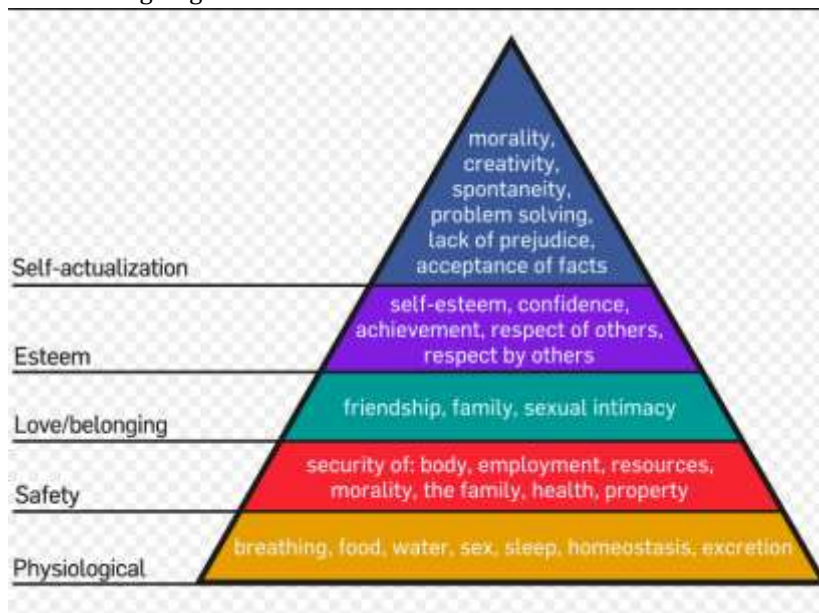 morality,
creativity,
spontaneity,
problem solving,
lack of prejudice,
acceptance of facts
Self-actualization
self-esteem, confidence,
achievement, respect of others,
respect by others
Esteem
friendship, family, sexual intimacy
Love/belonging
security of: body, employment, resources,
morality, the family, health, property
Safety
breathing, food, water, sex, sleep, homeostasis, excretion
Physiological